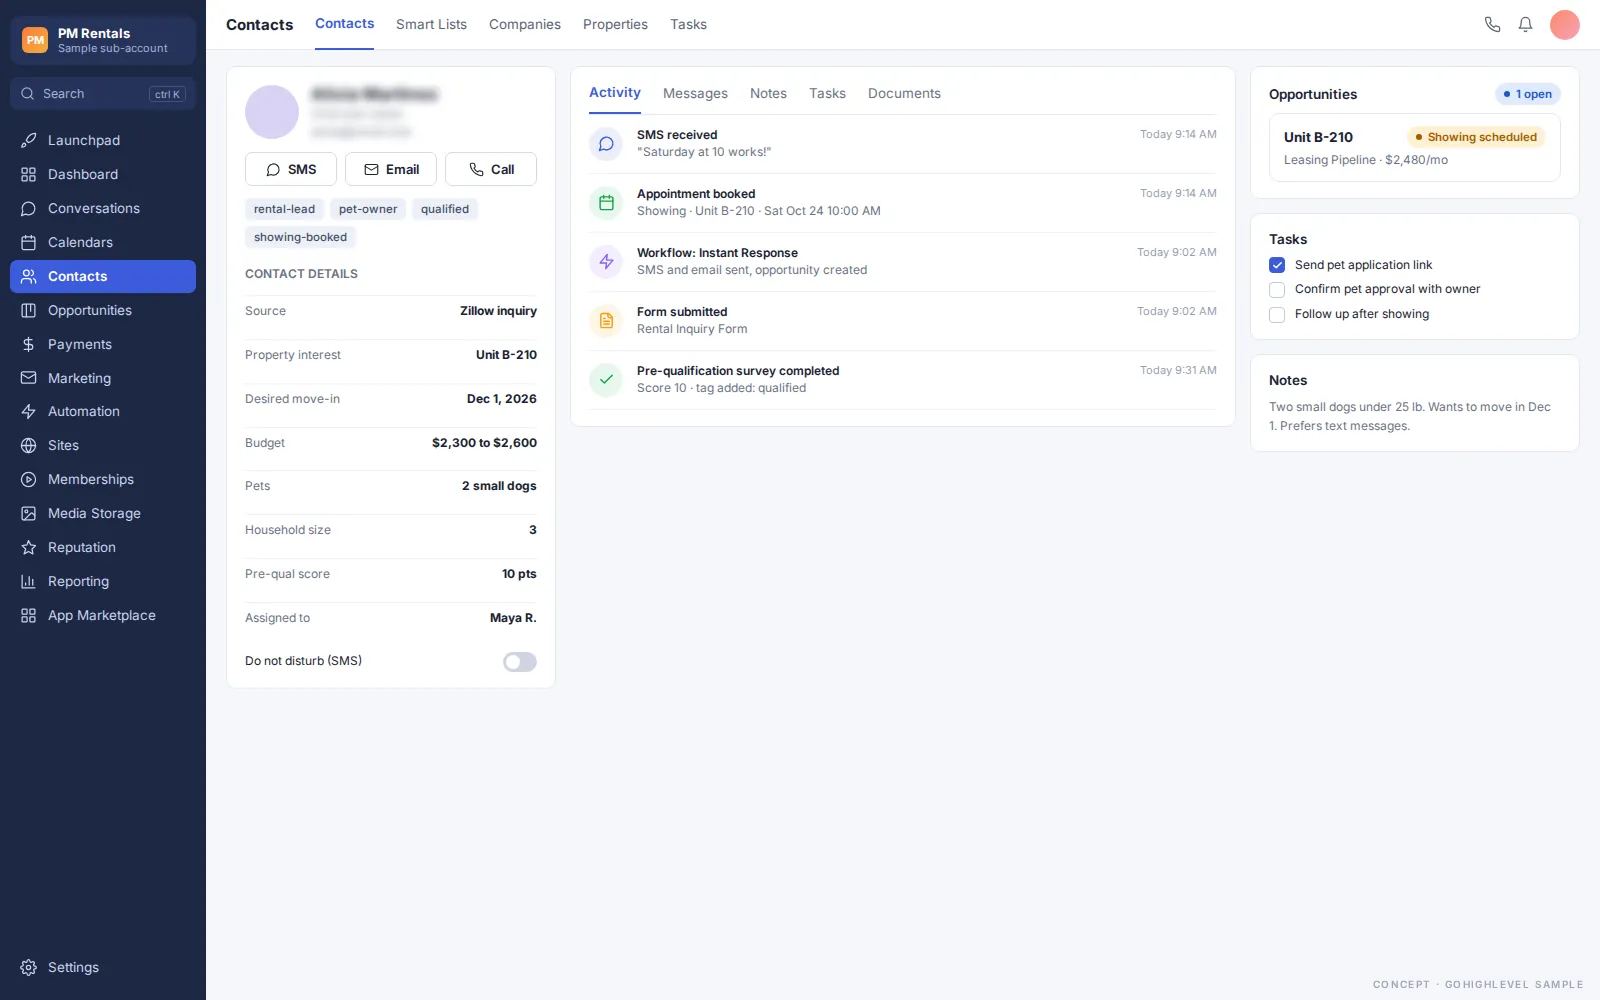 PM
PM Rentals
Sample sub-account
Search
ctrl K
Launchpad
Dashboard
Conversations
Calendars
Contacts
Opportunities
Payments
Marketing
Automation
Sites
Memberships
Media Storage
Reputation
Reporting
App Marketplace
Settings
Contacts
Contacts
Smart Lists
Companies
Properties
Tasks
SMS
Email
Call
rental-lead
pet-owner
qualified
showing-booked
CONTACT DETAILS
Source
Zillow inquiry
Property interest
Unit B-210
Desired move-in
Dec 1, 2026
Budget
$2,300 to $2,600
Pets
2 small dogs
Household size
3
Pre-qual score
10 pts
Assigned to
Maya R.
Do not disturb (SMS)
Activity
Messages
Notes
Tasks
Documents
SMS received
Today 9:14 AM
"Saturday at 10 works!"
Appointment booked
Today 9:14 AM
Showing · Unit B-210 · Sat Oct 24 10:00 AM
Workflow: Instant Response
Today 9:02 AM
SMS and email sent, opportunity created
Form submitted
Today 9:02 AM
Rental Inquiry Form
Pre-qualification survey completed
Today 9:31 AM
Score 10 · tag added: qualified
Opportunities
1 open
Unit B-210
Showing scheduled
Leasing Pipeline · $2,480/mo
Tasks
Send pet application link
Confirm pet approval with owner
Follow up after showing
Notes
Two small dogs under 25 lb. Wants to move in Dec
1. Prefers text messages.
CONCEPT · GOHIGHLEVEL SAMPLE